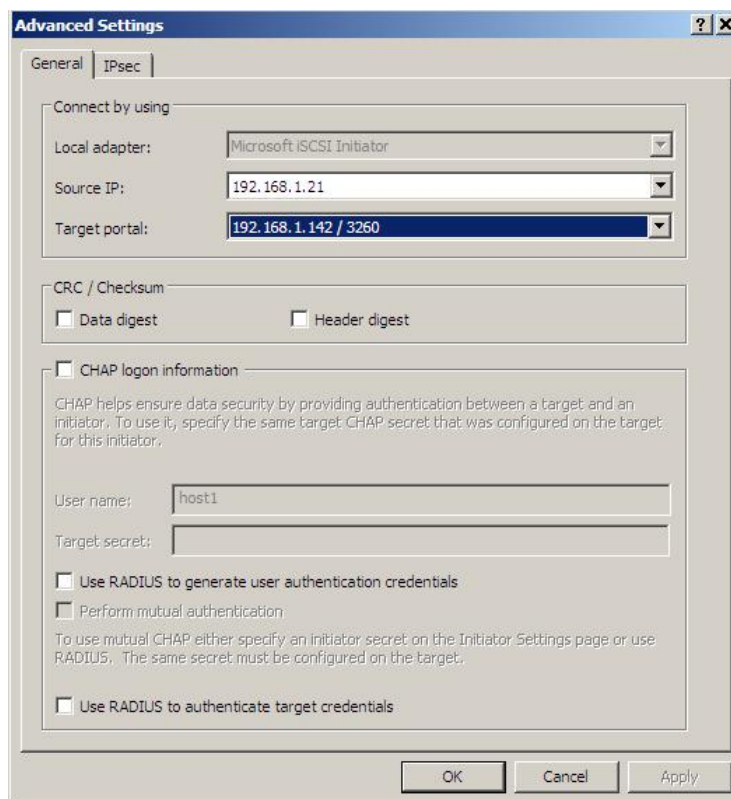 Advanced Settings
General
IPsec
Connect by using
Local adapter:
Microsoft iSCSI Initiator
Source IP:
192.168.1.21
Target portal:
192.168.1.142 / 3260
CRC / Checksum
Data digest
Header digest
CHAP logon information
CHAP helps ensure data security by providing authentication between a target and an
initiator. To use it, specify the same target CHAP secret that was configured on the target
for this initiator.
User name:
host1
Target secret:
Use RADIUS to generate user authentication credentials
Perform mutual authentication
To use mutual CHAP either specify an initiator secret on the Initiator Settings page or use
RADIUS. The same secret must be configured on the target.
Use RADIUS to authenticate target credentials
OK
Cancel
Apply